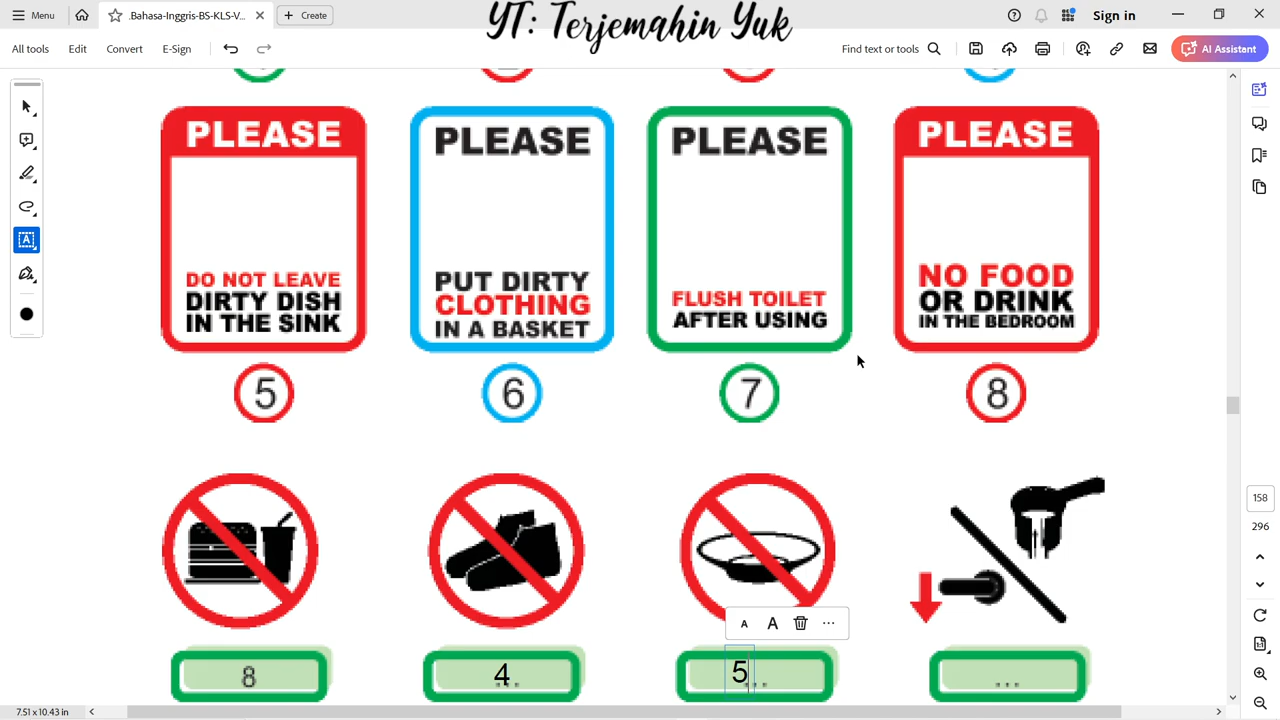 Menu
.Bahasa-Inggris-BS-KLS-V...
Create
YT: Terjemahin Yuk
Sign in
All tools
Edit
Convert
E-Sign
Find text or tools
AI Assistant
PLEASE
DO NOT LEAVE
DIRTY DISH
IN THE SINK
5
PLEASE
PUT DIRTY
CLOTHING
IN A BASKET
6
PLEASE
FLUSH TOILET
AFTER USING
7
PLEASE
NO FOOD
OR DRINK
IN THE BEDROOM
8
158
296
A A ...
8
4...
5...
...
7.51 x 10.43 in